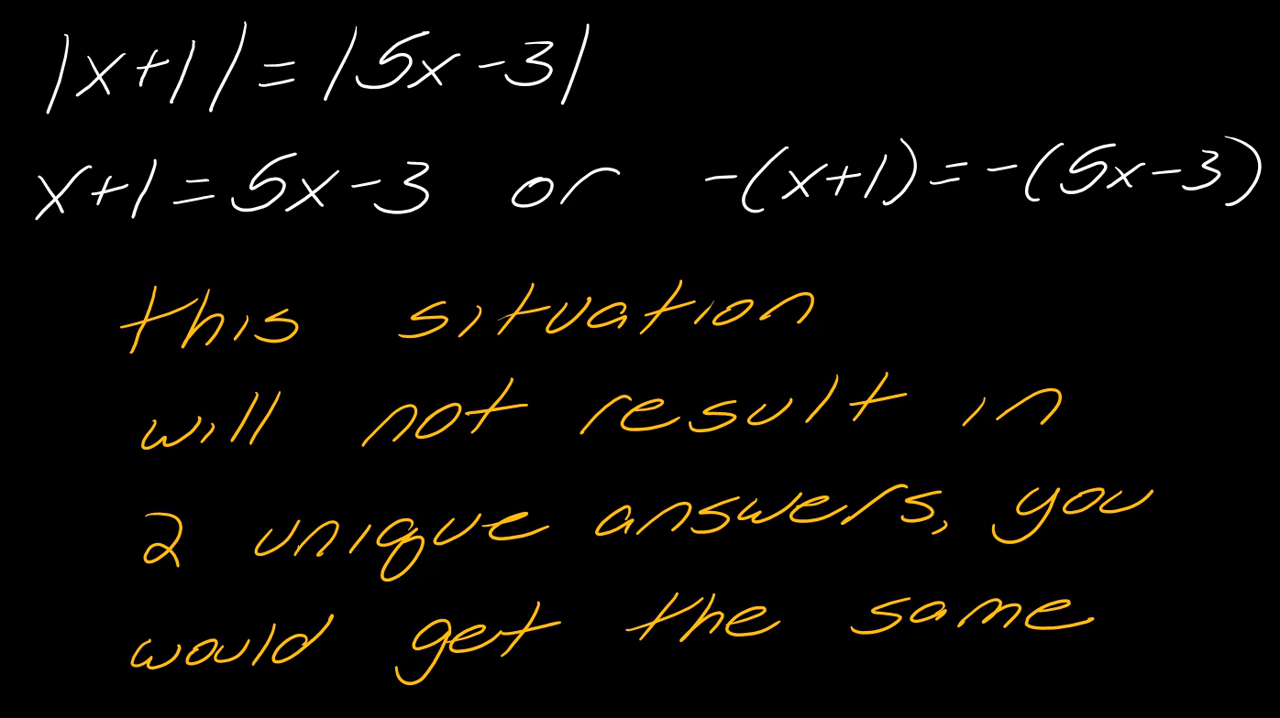 |x+1|=|5x-3|
x+1=5x-3 or -(x+1)=-(5x-3)
this situation
will not result in
2 unique answers, you
would get the same